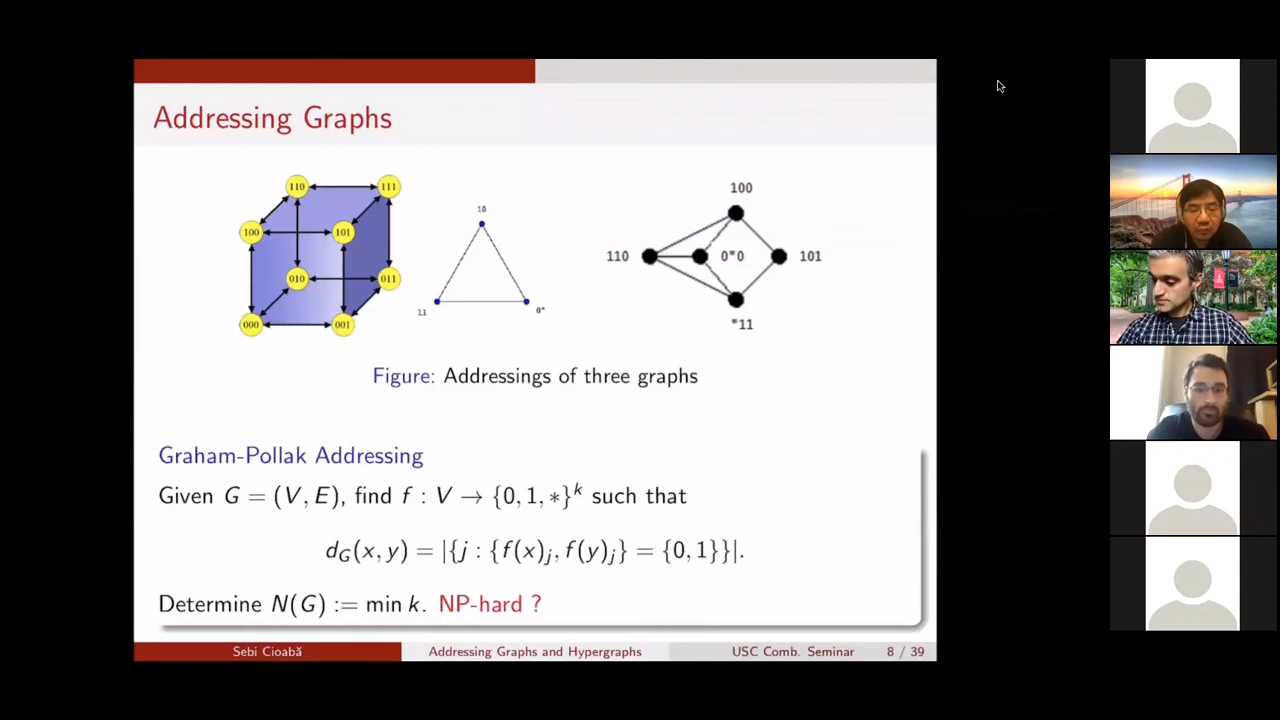 Addressing Graphs
110
111
100
101
010
011
000
001
10
11
0*
100
110
0*0
101
*11
Figure: Addressings of three graphs
Graham-Pollak Addressing
Given G = (V, E), find f : V → {0, 1, *}^k such that
d_G(x, y) = |{j : {f(x)_j, f(y)_j} = {0, 1}}|.
Determine N(G) := min k. NP-hard ?
Sebi Cioabă Addressing Graphs and Hypergraphs USC Comb. Seminar 8 / 39